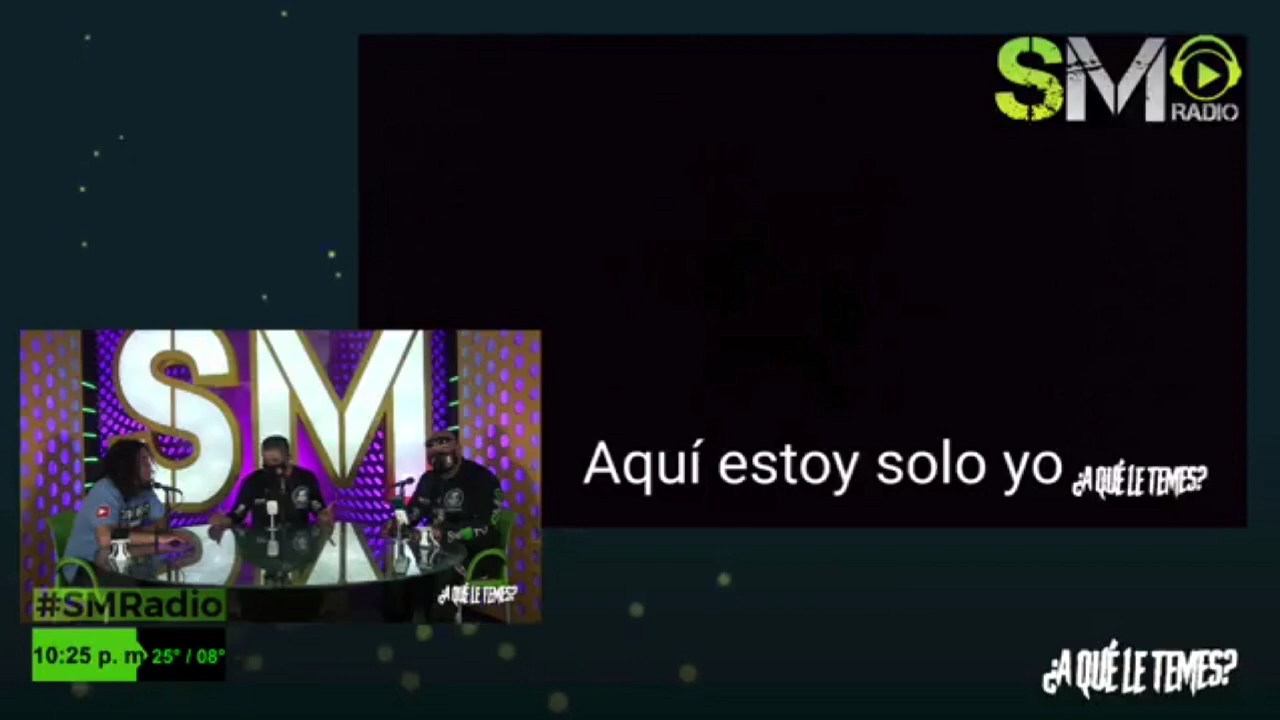 SM
RADIO
Aquí estoy solo yo
¿A QUÉ LE TEMES?
SM
¿A QUÉ LE TEMES?
#SMRadio
10:25 p. m
25° / 08°
¿A QUÉ LE TEMES?